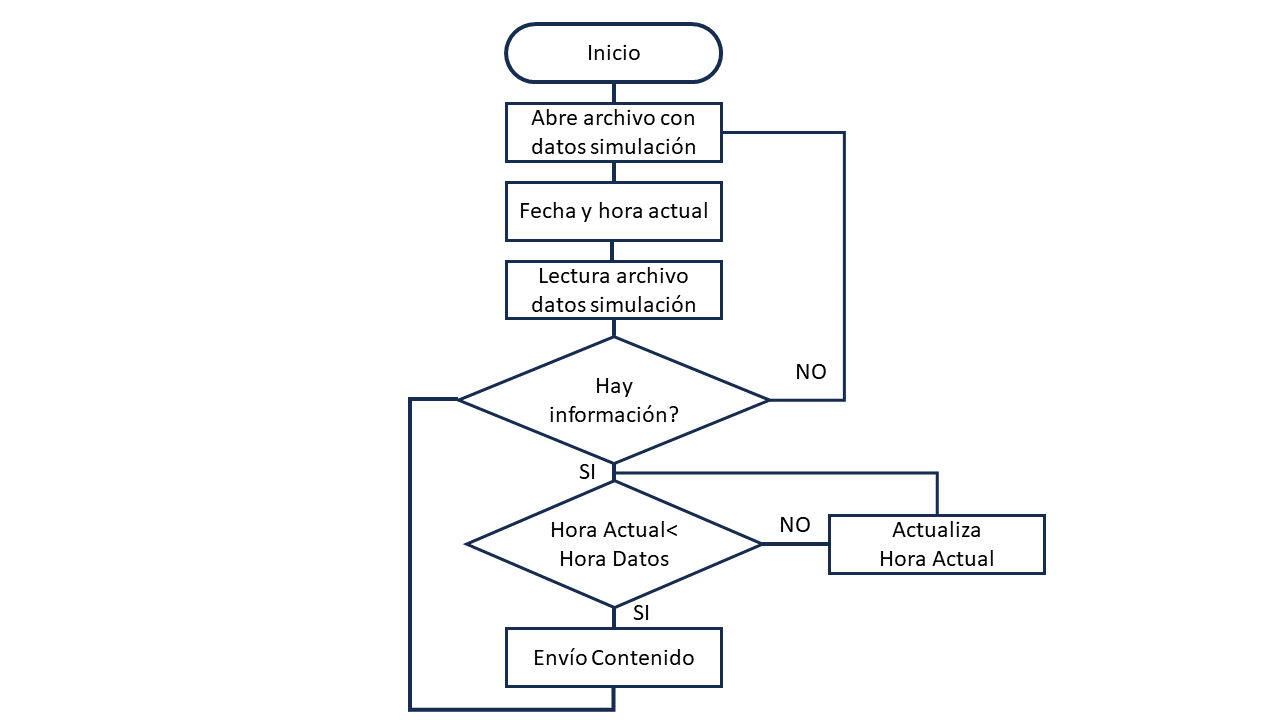 Inicio
Abre archivo con
datos simulación
Fecha y hora actual
Lectura archivo
datos simulación
NO
Hay
información?
SI
Hora Actual<
Hora Datos
NO
Actualiza
Hora Actual
SI
Envío Contenido